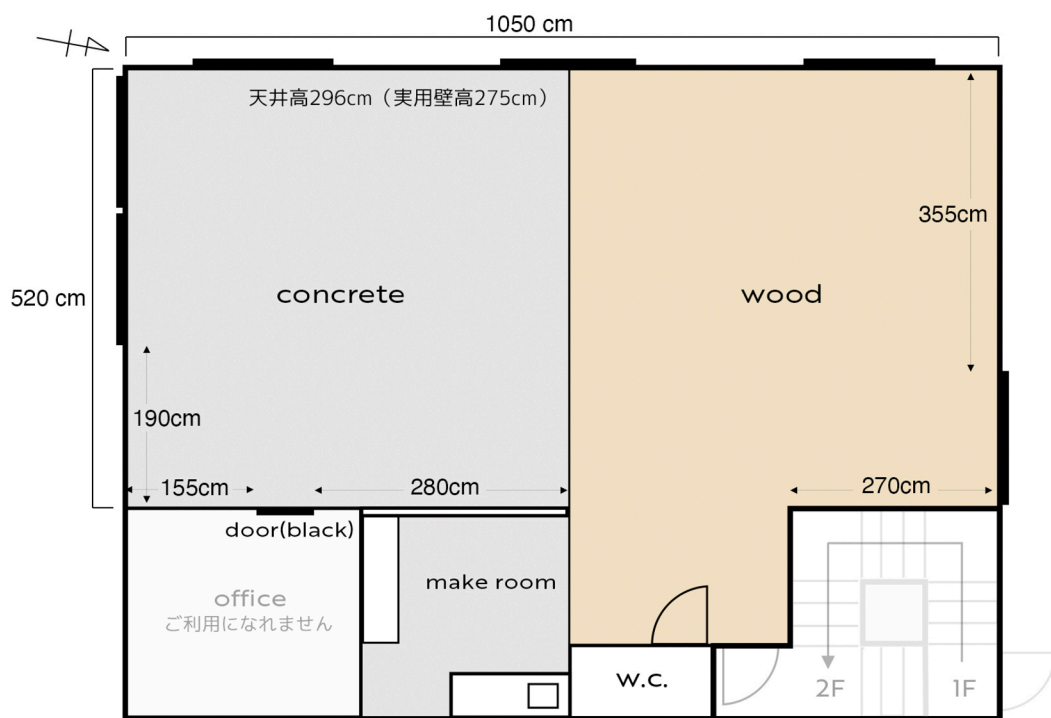 1050 cm
天井高296cm（実用壁高275cm）
355cm
520 cm
concrete
wood
190cm
155cm
280cm
270cm
door(black)
make room
office
ご利用になれません
w.c.
2F
1F